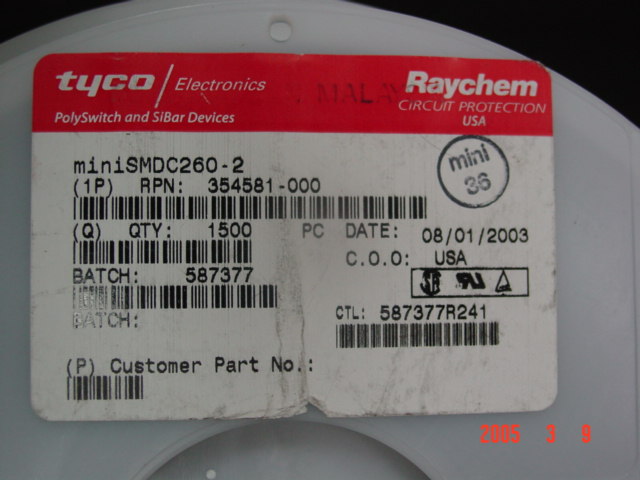 tyco / Electronics
Raychem
CIRCUIT PROTECTION
USA
PolySwitch and SiBar Devices
MALAY
miniSMDC260-2
mini
36
(1P) RPN: 354581-000
(Q) QTY: 1500 PC DATE: 08/01/2003
C.O.O: USA
BATCH: 587377
BATCH:
CTL: 587377R241
(P) Customer Part No.:
2005 3 9